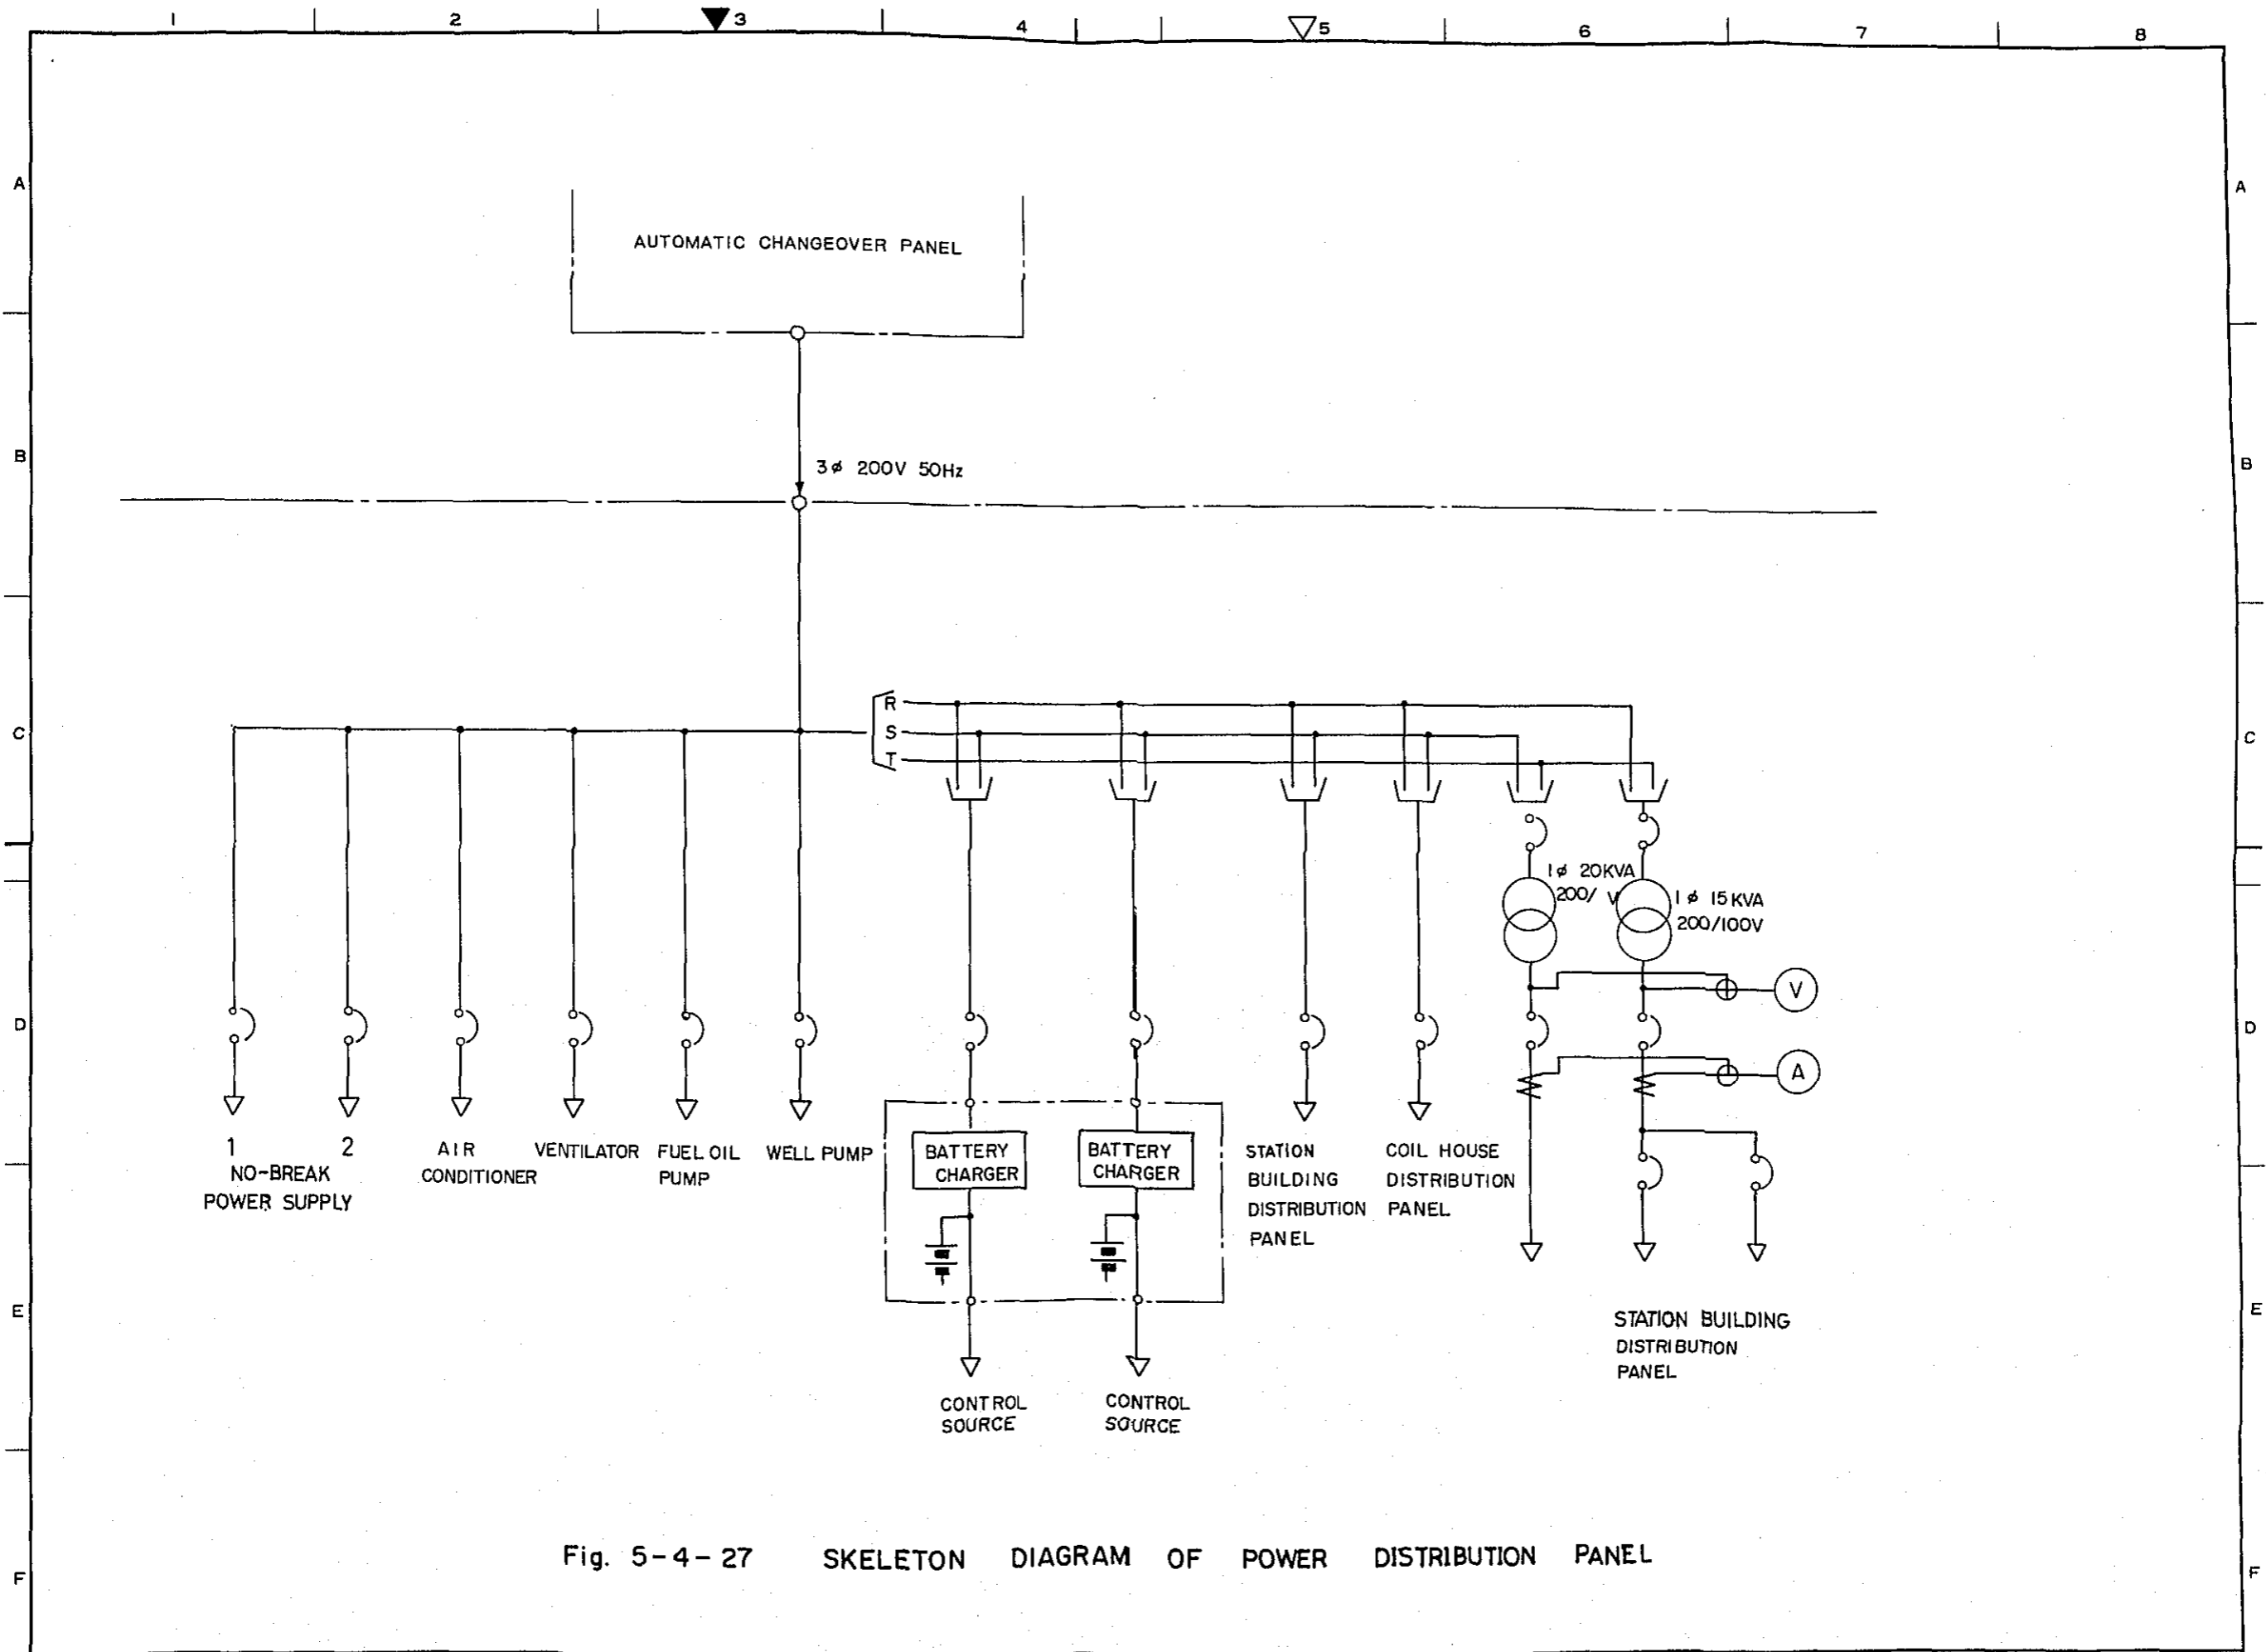 1 2 3 4 5 6 7 8
A A
AUTOMATIC CHANGEOVER PANEL
B B
3ø 200V 50Hz
C C
R
S
T
1ø 20KVA
200/ V
1ø 15KVA
200/100V
V
D D
A
1 2
NO-BREAK
POWER SUPPLY
AIR
CONDITIONER
VENTILATOR
FUEL OIL
PUMP
WELL PUMP
BATTERY
CHARGER
BATTERY
CHARGER
STATION
BUILDING
DISTRIBUTION
PANEL
COIL HOUSE
DISTRIBUTION
PANEL
E E
STATION BUILDING
DISTRIBUTION
PANEL
CONTROL
SOURCE
CONTROL
SOURCE
F F
Fig. 5-4-27 SKELETON DIAGRAM OF POWER DISTRIBUTION PANEL